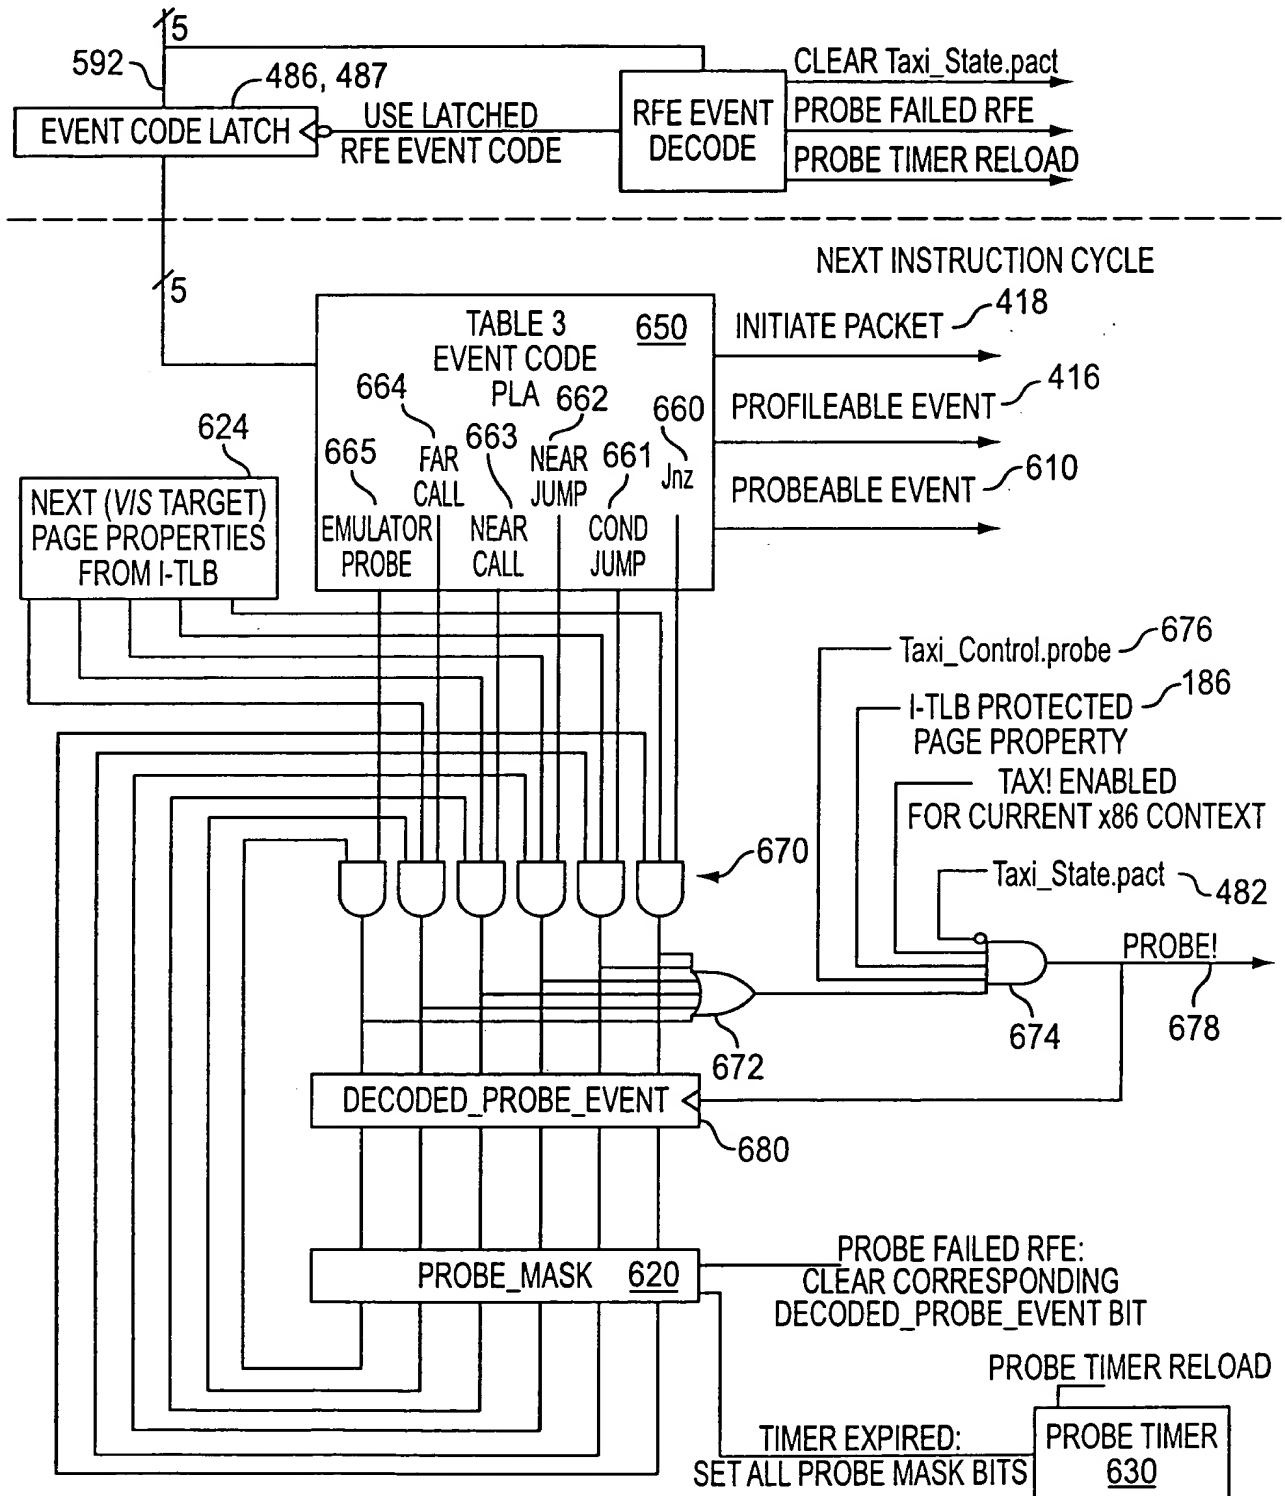 5
592
486, 487
EVENT CODE LATCH
USE LATCHED
RFE EVENT CODE
RFE EVENT
DECODE
CLEAR Taxi_State.pact
PROBE FAILED RFE
PROBE TIMER RELOAD
5
NEXT INSTRUCTION CYCLE
TABLE 3
EVENT CODE
PLA
650
INITIATE PACKET
418
PROFILEABLE EVENT
416
PROBEABLE EVENT
610
664
662
660
663
661
665
FAR
CALL
NEAR
JUMP
Jnz
EMULATOR
PROBE
NEAR
CALL
COND
JUMP
624
NEXT (V/S TARGET)
PAGE PROPERTIES
FROM I-TLB
Taxi_Control.probe
676
I-TLB PROTECTED
PAGE PROPERTY
186
TAX! ENABLED
FOR CURRENT x86 CONTEXT
Taxi_State.pact
482
670
PROBE!
678
674
672
DECODED_PROBE_EVENT
680
PROBE_MASK 620
PROBE FAILED RFE:
CLEAR CORRESPONDING
DECODED_PROBE_EVENT BIT
PROBE TIMER RELOAD
TIMER EXPIRED:
SET ALL PROBE MASK BITS
PROBE TIMER
630